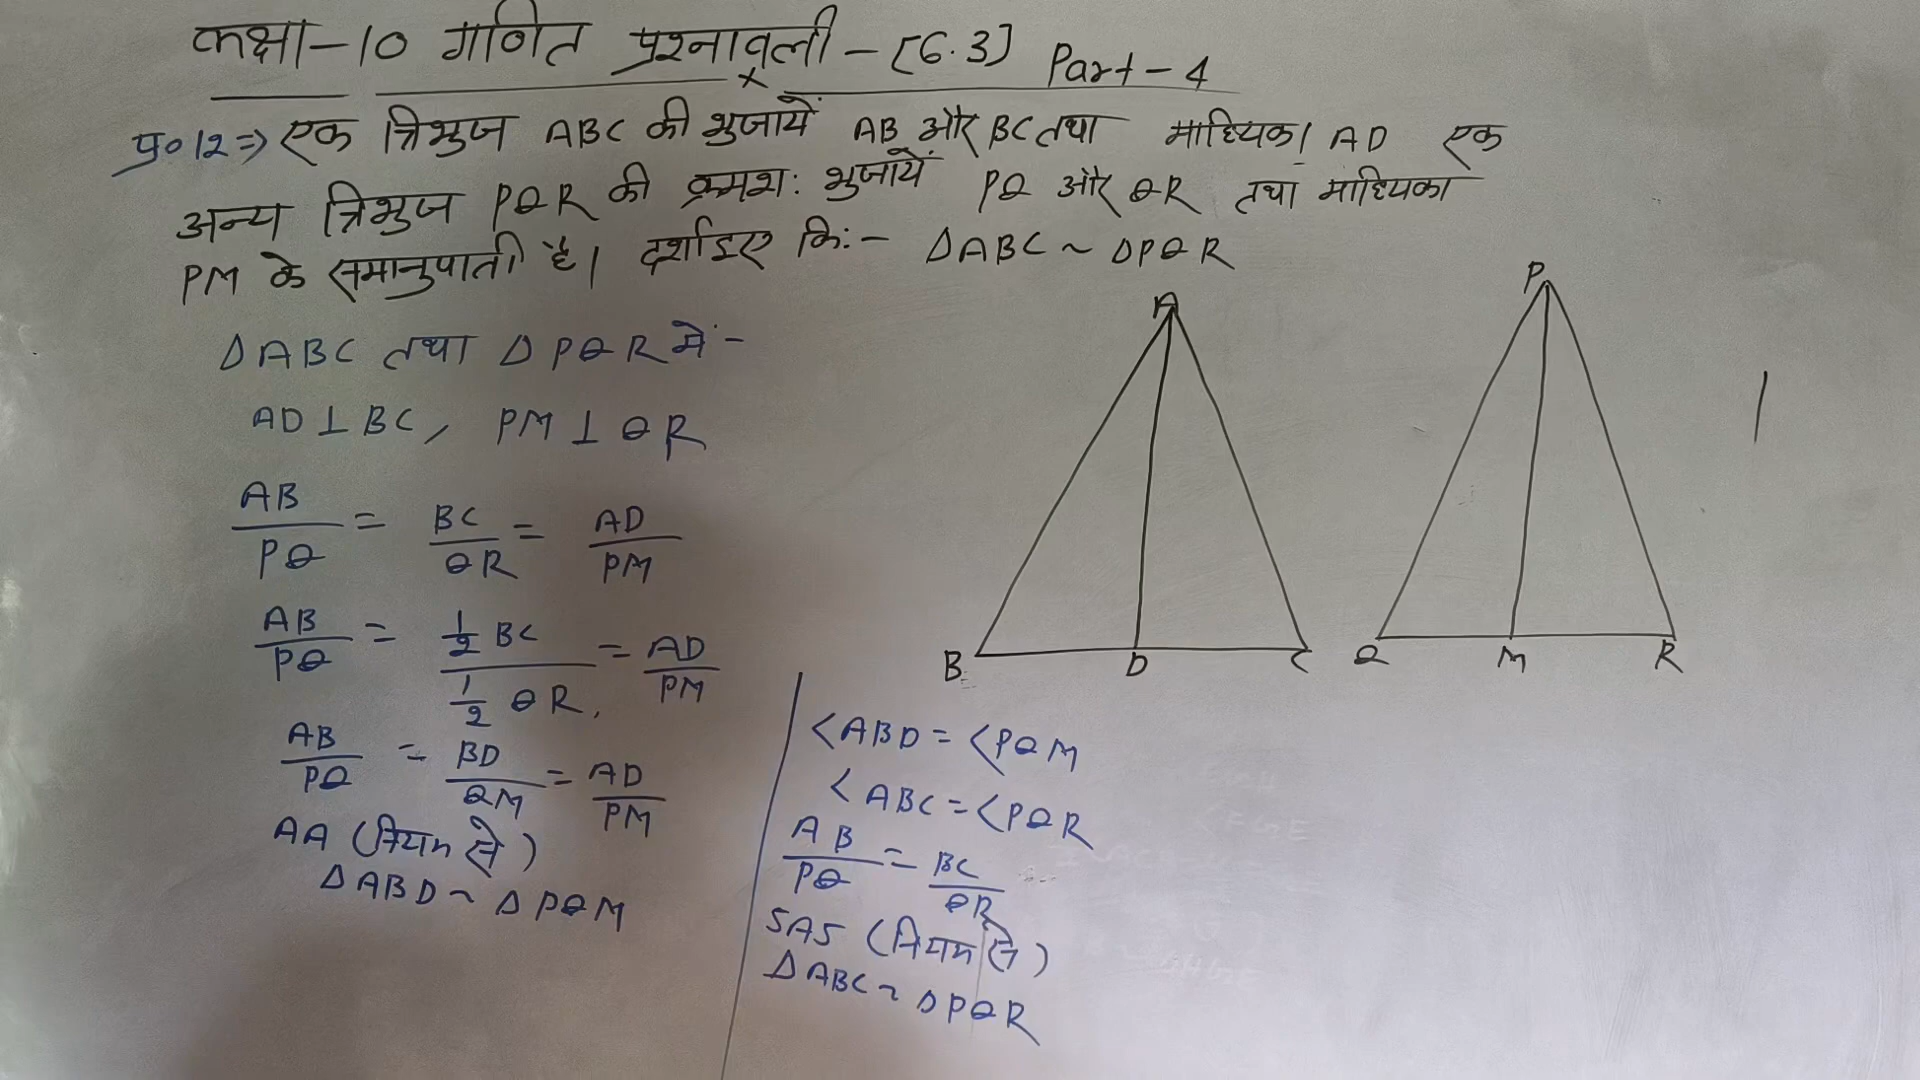 कक्षा-10 गणित प्रश्नावली - [6.3] Part-4
प्र०12⇒ एक त्रिभुज ABC की भुजायें AB और BC तथा माध्यिका AD एक
अन्य त्रिभुज PQR की क्रमश: भुजायें PQ और QR तथा माध्यिका
PM के समानुपाती है। दर्शाइए कि:- ΔABC ~ ΔPQR
ΔABC तथा ΔPQR में:-
AD⊥BC, PM⊥QR
AB/PQ = BC/QR = AD/PM
AB/PQ = ½BC/½QR, = AD/PM
AB/PQ = BD/QM = AD/PM
AA (नियम से)
ΔABD ~ ΔPQM
<ABD = <PQM
<ABC = <PQR
AB/PQ = BC/QR
SAS (नियम से)
ΔABC ~ ΔPQR
A
B D C
P
Q M R